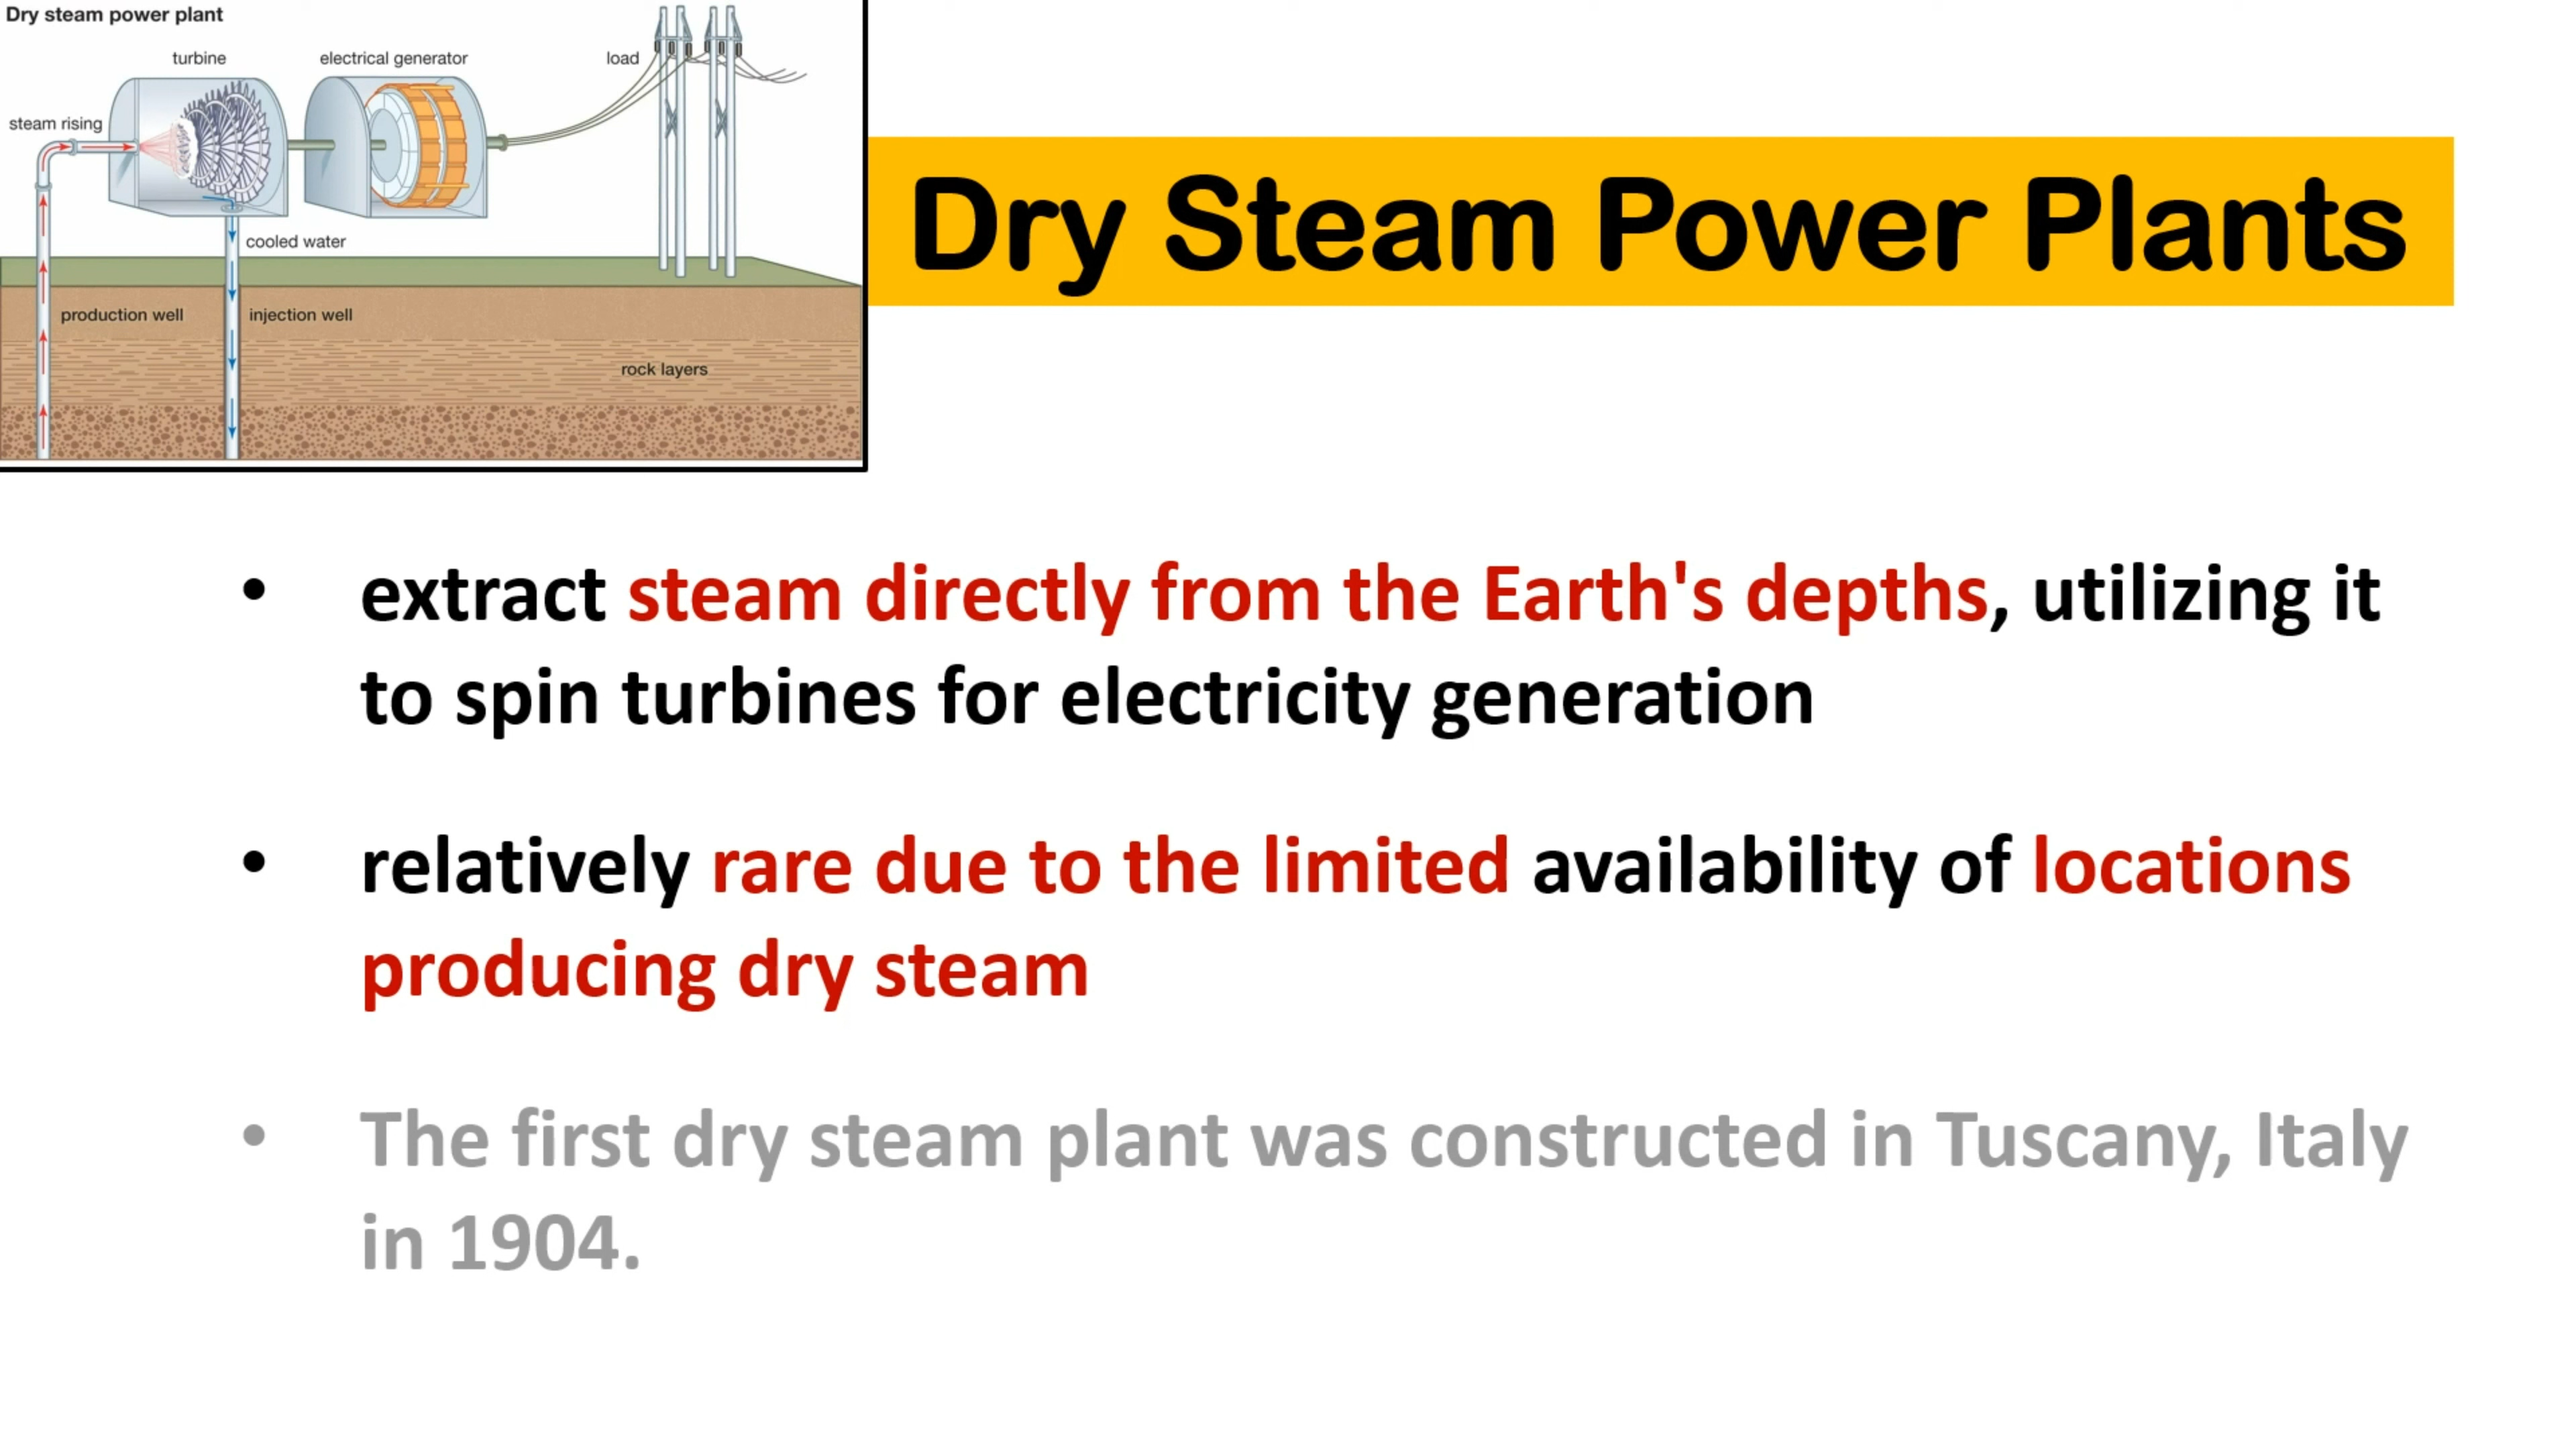 Dry steam power plant
turbine
electrical generator
load
steam rising
cooled water
production well
injection well
rock layers
Dry Steam Power Plants
• extract steam directly from the Earth's depths, utilizing it
to spin turbines for electricity generation
• relatively rare due to the limited availability of locations
producing dry steam
• The first dry steam plant was constructed in Tuscany, Italy
in 1904.